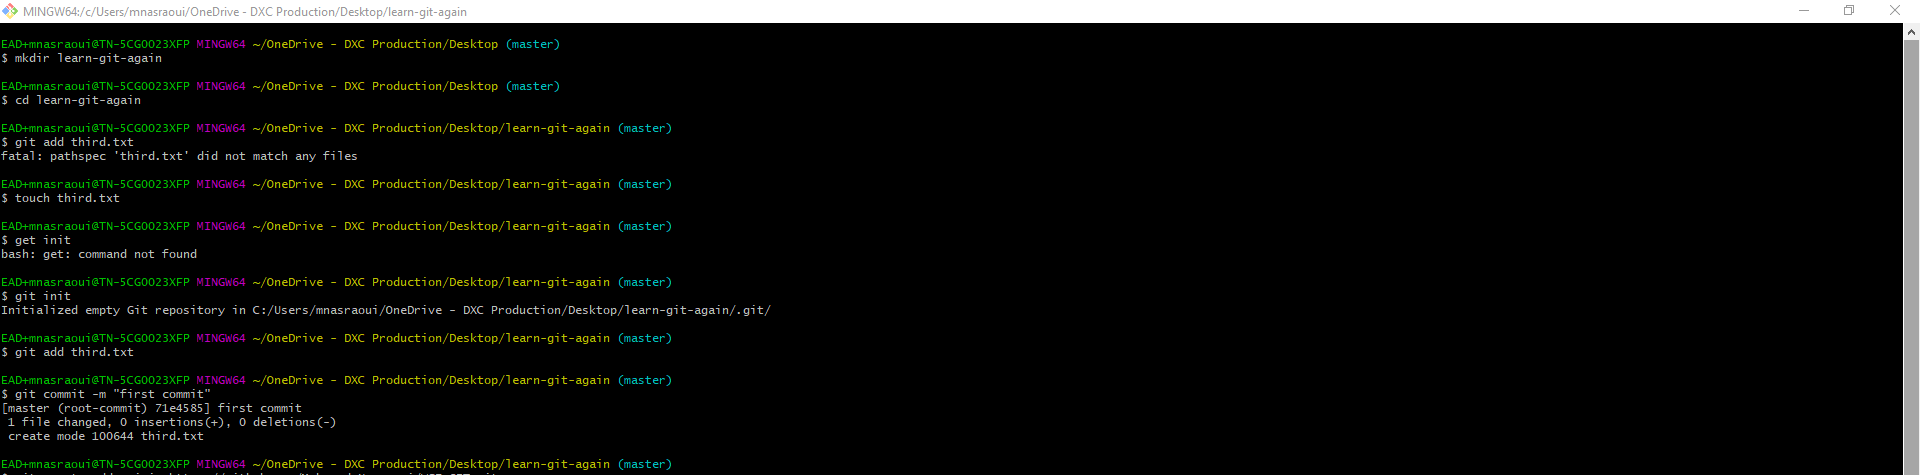 MINGW64:/c/Users/mnasraoui/OneDrive - DXC Production/Desktop/learn-git-again
EAD+mnasraoui@TN-5CG0023XFP MINGW64 ~/OneDrive - DXC Production/Desktop (master)
$ mkdir learn-git-again
EAD+mnasraoui@TN-5CG0023XFP MINGW64 ~/OneDrive - DXC Production/Desktop (master)
$ cd learn-git-again
EAD+mnasraoui@TN-5CG0023XFP MINGW64 ~/OneDrive - DXC Production/Desktop/learn-git-again (master)
$ git add third.txt
fatal: pathspec 'third.txt' did not match any files
EAD+mnasraoui@TN-5CG0023XFP MINGW64 ~/OneDrive - DXC Production/Desktop/learn-git-again (master)
$ touch third.txt
EAD+mnasraoui@TN-5CG0023XFP MINGW64 ~/OneDrive - DXC Production/Desktop/learn-git-again (master)
$ get init
bash: get: command not found
EAD+mnasraoui@TN-5CG0023XFP MINGW64 ~/OneDrive - DXC Production/Desktop/learn-git-again (master)
$ git init
Initialized empty Git repository in C:/Users/mnasraoui/OneDrive - DXC Production/Desktop/learn-git-again/.git/
EAD+mnasraoui@TN-5CG0023XFP MINGW64 ~/OneDrive - DXC Production/Desktop/learn-git-again (master)
$ git add third.txt
EAD+mnasraoui@TN-5CG0023XFP MINGW64 ~/OneDrive - DXC Production/Desktop/learn-git-again (master)
$ git commit -m "first commit"
[master (root-commit) 71e4585] first commit
 1 file changed, 0 insertions(+), 0 deletions(-)
 create mode 100644 third.txt
EAD+mnasraoui@TN-5CG0023XFP MINGW64 ~/OneDrive - DXC Production/Desktop/learn-git-again (master)